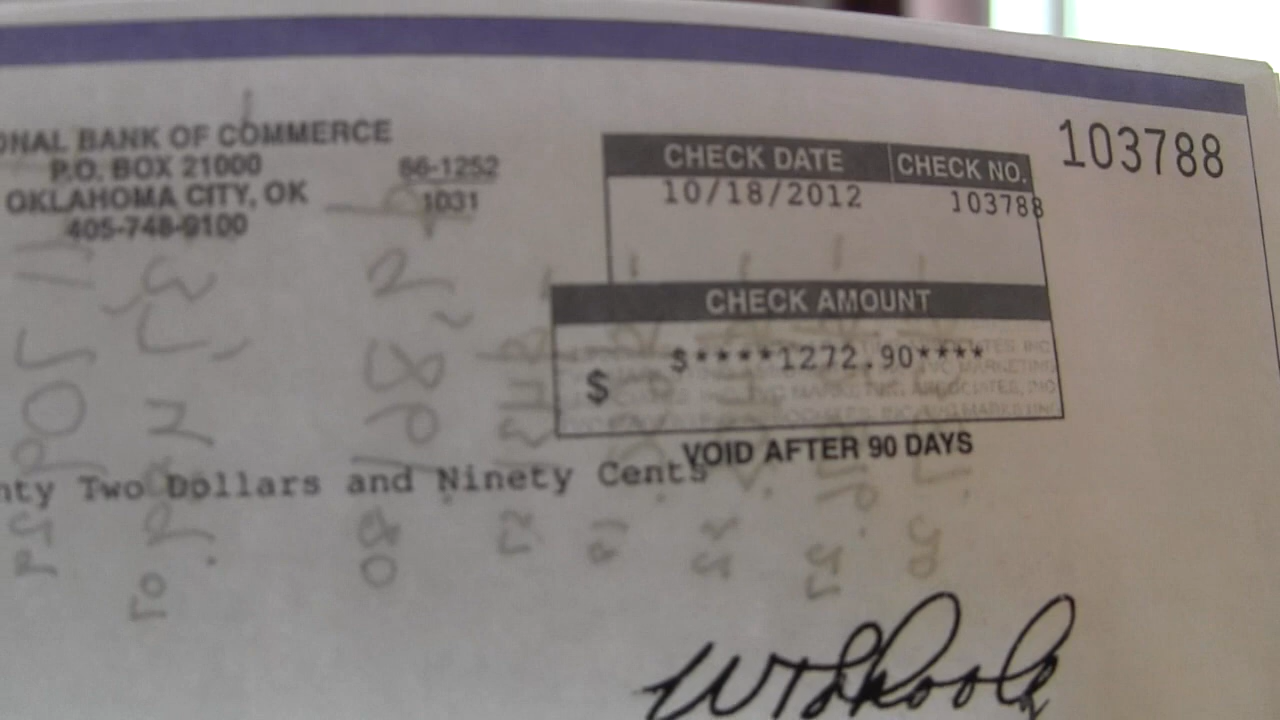 ONAL BANK OF COMMERCE
P.O. BOX 21000
OKLAHOMA CITY, OK
405-748-9100
66-1252
1031
CHECK DATE CHECK NO.
10/18/2012 103788
103788
CHECK AMOUNT
$ $****1272.90****
VOID AFTER 90 DAYS
nty Two Dollars and Ninety Cents